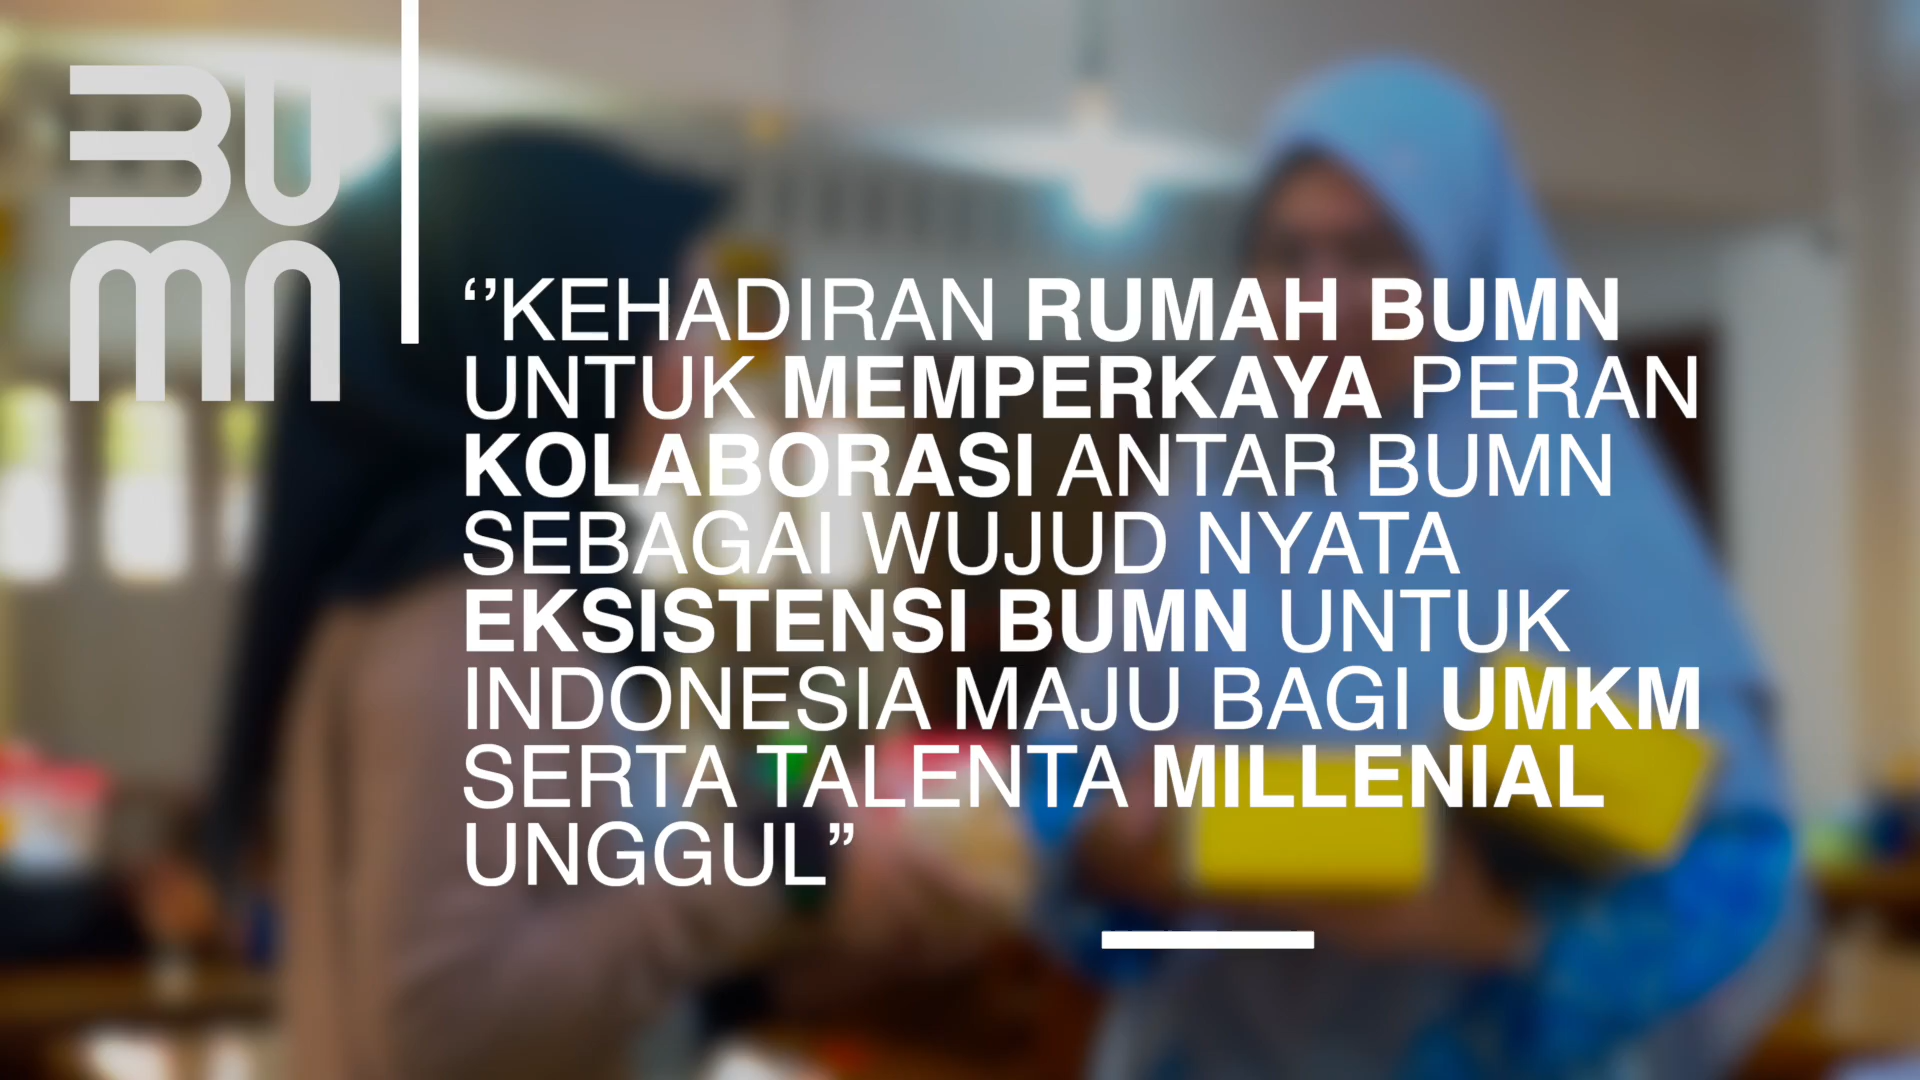 BUMN
‘’KEHADIRAN RUMAH BUMN
UNTUK MEMPERKAYA PERAN
KOLABORASI ANTAR BUMN
SEBAGAI WUJUD NYATA
EKSISTENSI BUMN UNTUK
INDONESIA MAJU BAGI UMKM
SERTA TALENTA MILLENIAL
UNGGUL”